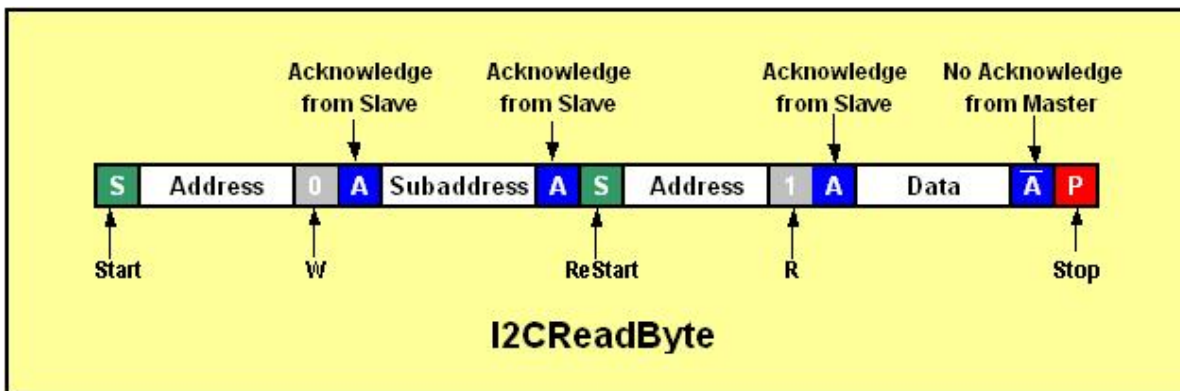 Acknowledge from Slave
Acknowledge from Slave
Acknowledge from Slave
No Acknowledge from Master
S Address 0 A Subaddress A S Address 1 A Data A̅ P
Start W ReStart R Stop
I2CReadByte